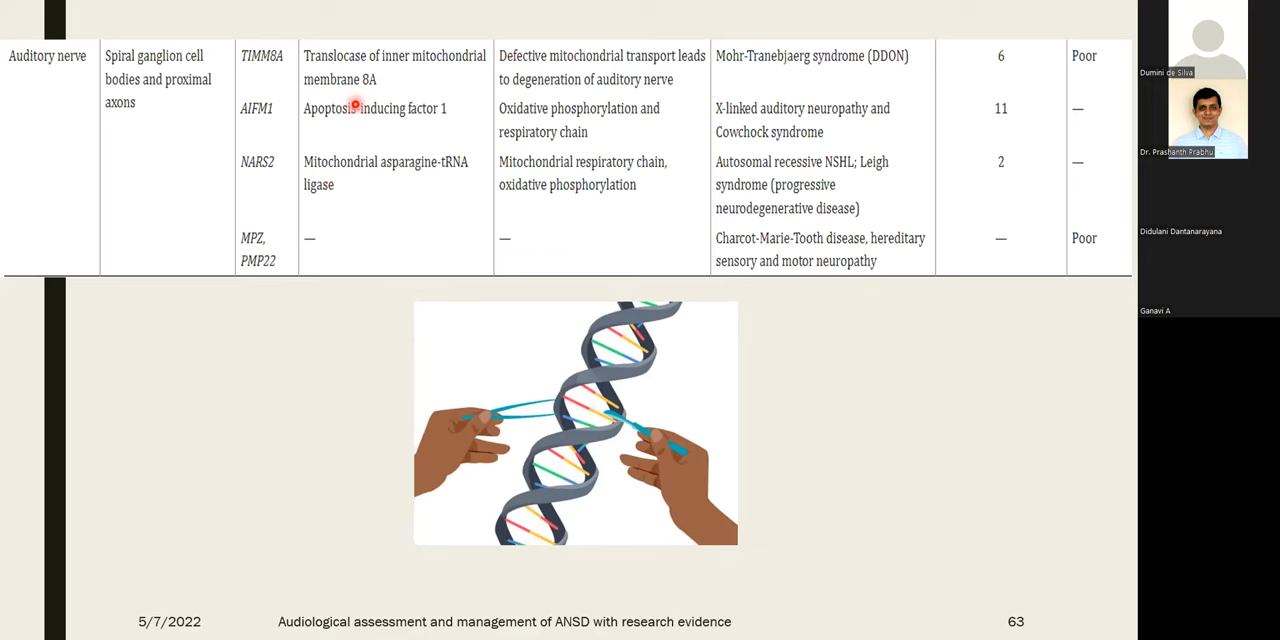 Auditory nerve
Spiral ganglion cell
bodies and proximal
axons
TIMM8A
Translocase of inner mitochondrial
membrane 8A
Defective mitochondrial transport leads
to degeneration of auditory nerve
Mohr-Tranebjaerg syndrome (DDON)
6
Poor
AIFM1
Apoptosis inducing factor 1
Oxidative phosphorylation and
respiratory chain
X-linked auditory neuropathy and
Cowchock syndrome
11
—
NARS2
Mitochondrial asparagine-tRNA
ligase
Mitochondrial respiratory chain,
oxidative phosphorylation
Autosomal recessive NSHL; Leigh
syndrome (progressive
neurodegenerative disease)
2
—
MPZ,
PMP22
—
—
Charcot-Marie-Tooth disease, hereditary
sensory and motor neuropathy
—
Poor
5/7/2022
Audiological assessment and management of ANSD with research evidence
63
Dumini de Silva
Dr. Prashanth Prabhu
Didulani Dantanarayana
Ganavi A